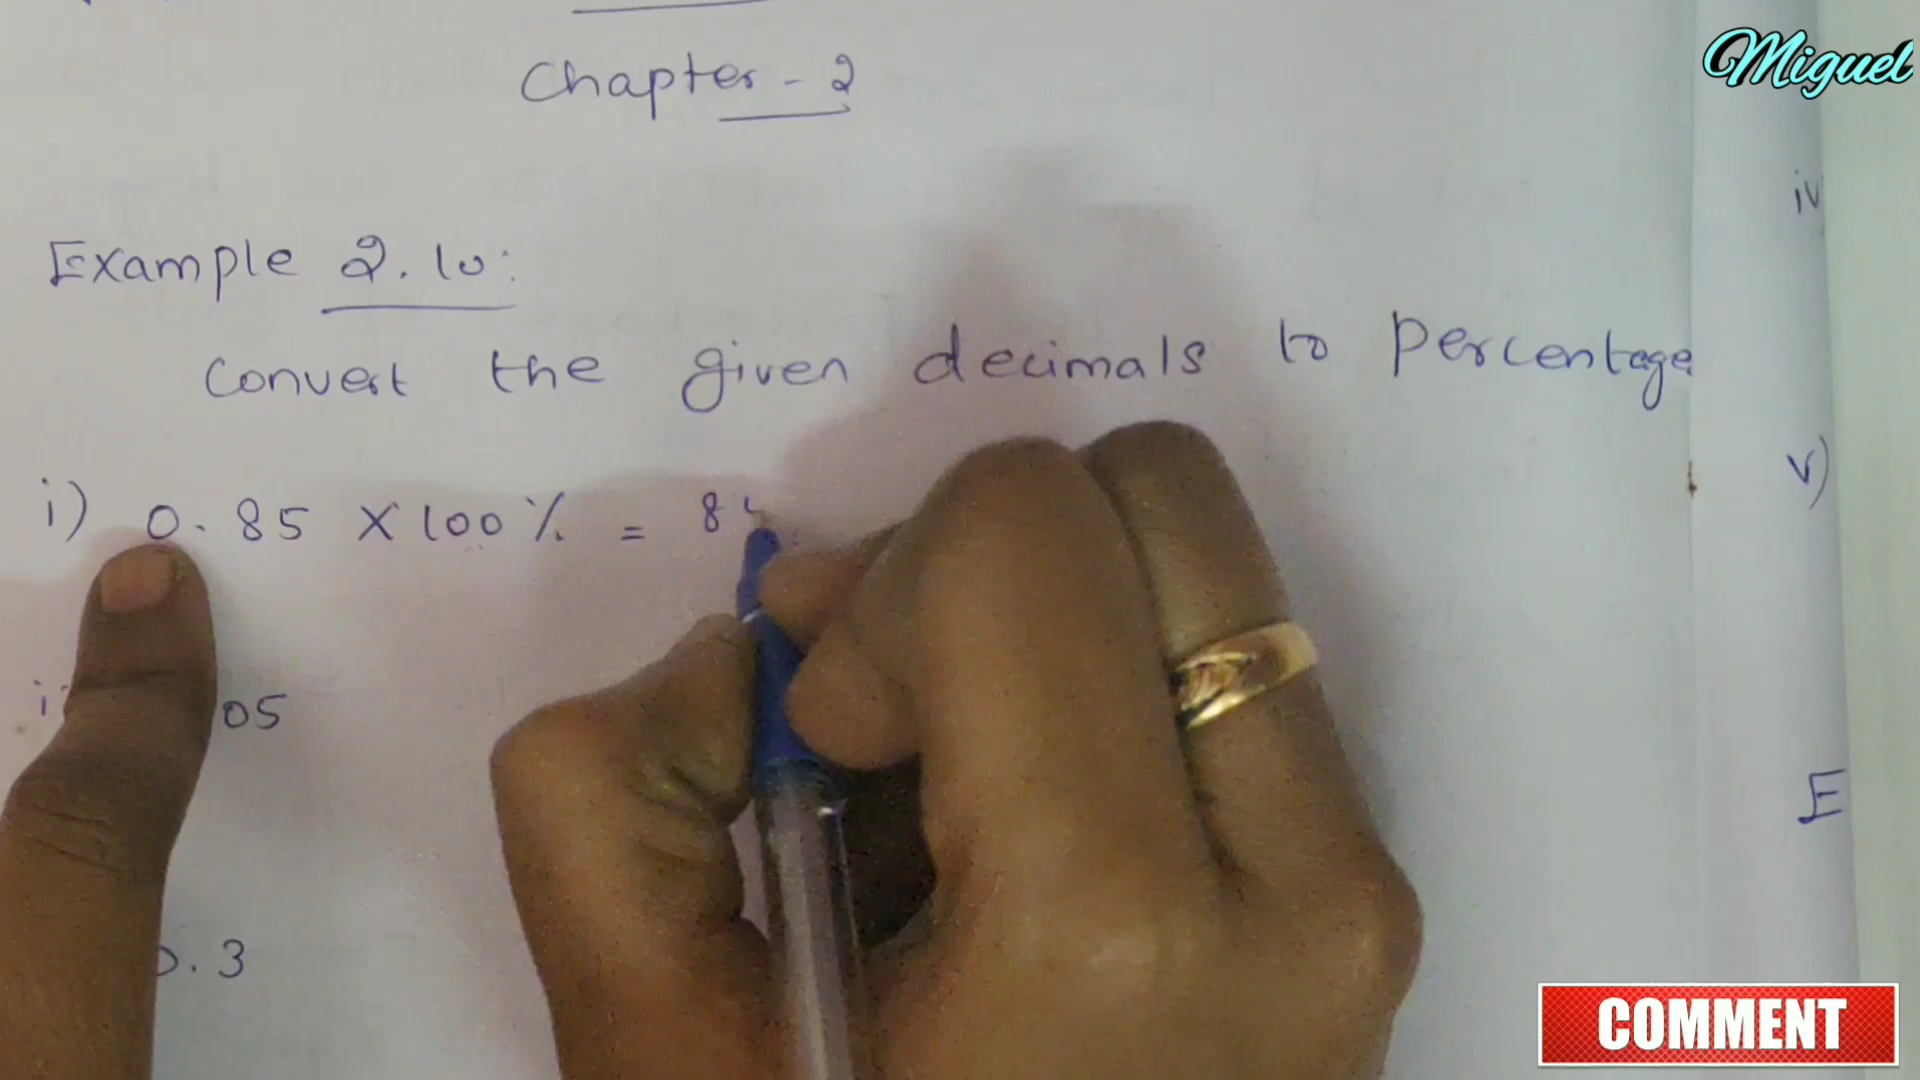 Chapter - 2
Miguel
iv
Example 2.10:
Convert the given decimals to Percentage
i) 0.85 X 100% = 8
v)
05
E
.3
COMMENT